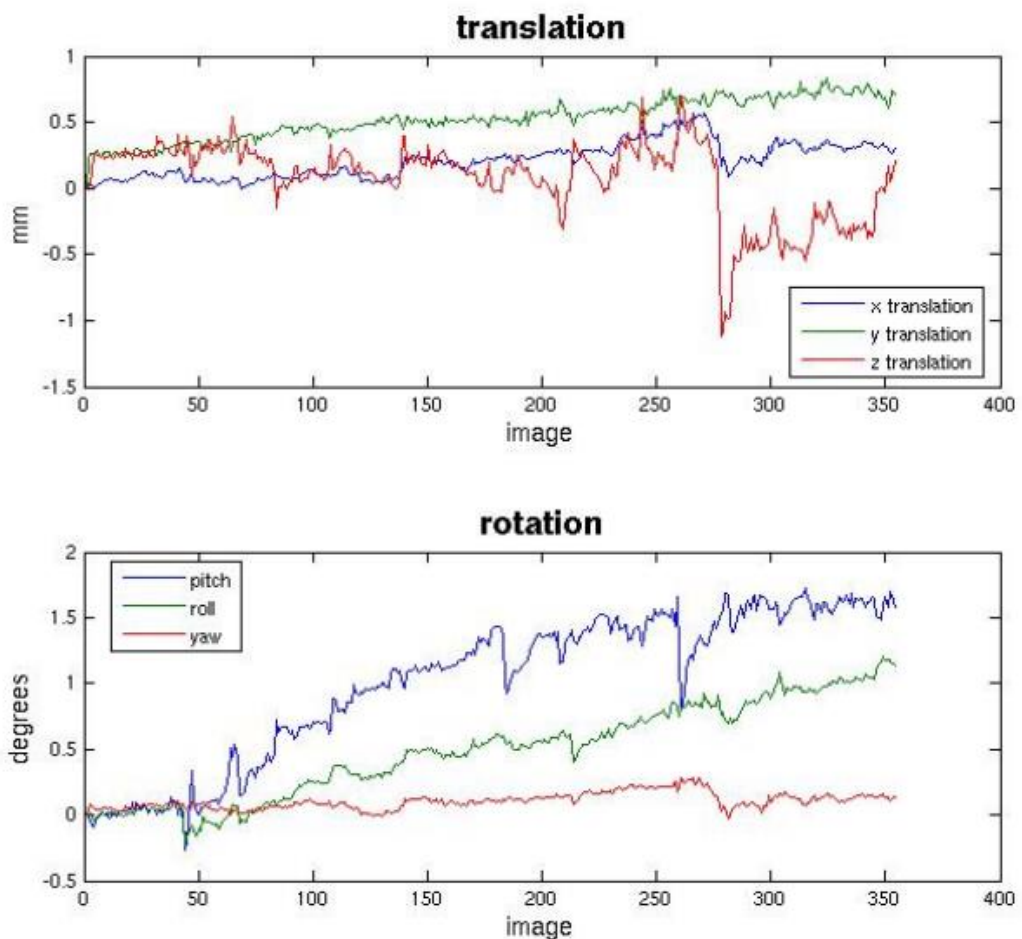 translation
1
0.5
0
-0.5
-1
-1.5
mm
x translation
y translation
z translation
0 50 100 150 200 250 300 350 400
image
rotation
2
1.5
1
0.5
0
-0.5
degrees
pitch
roll
yaw
0 50 100 150 200 250 300 350 400
image